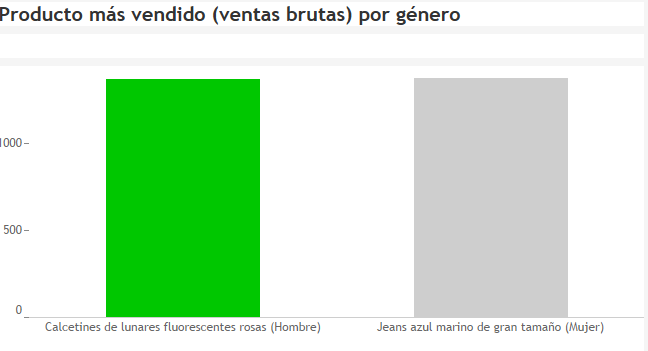 Producto más vendido (ventas brutas) por género
1000
500
0
Calcetines de lunares fluorescentes rosas (Hombre)
Jeans azul marino de gran tamaño (Mujer)